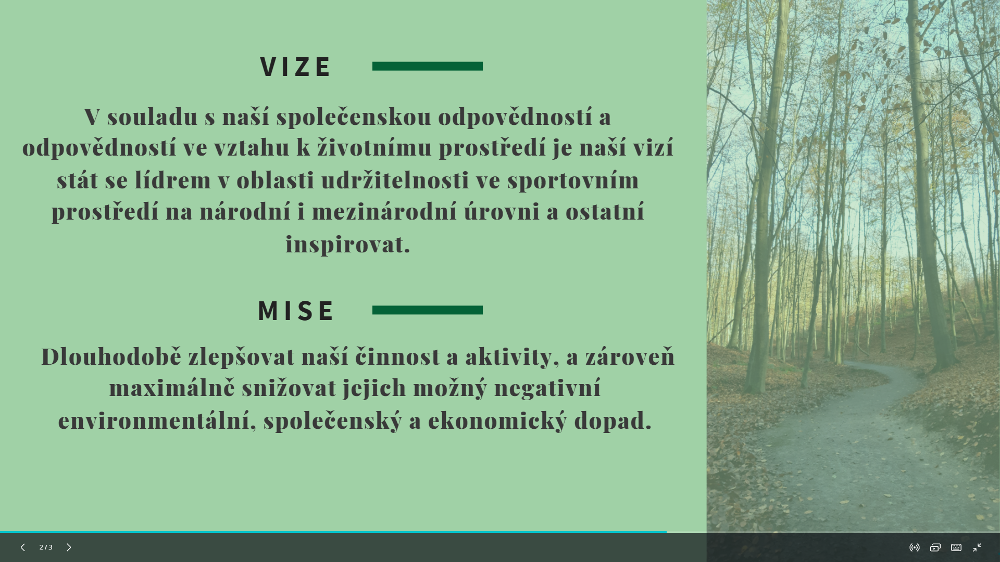 VIZE
V souladu s naší společenskou odpovědností a
odpovědností ve vztahu k životnímu prostředí je naší vizí
stát se lídrem v oblasti udržitelnosti ve sportovním
prostředí na národní i mezinárodní úrovni a ostatní
inspirovat.
MISE
Dlouhodobě zlepšovat naší činnost a aktivity, a zároveň
maximálně snižovat jejich možný negativní
environmentální, společenský a ekonomický dopad.
2/3